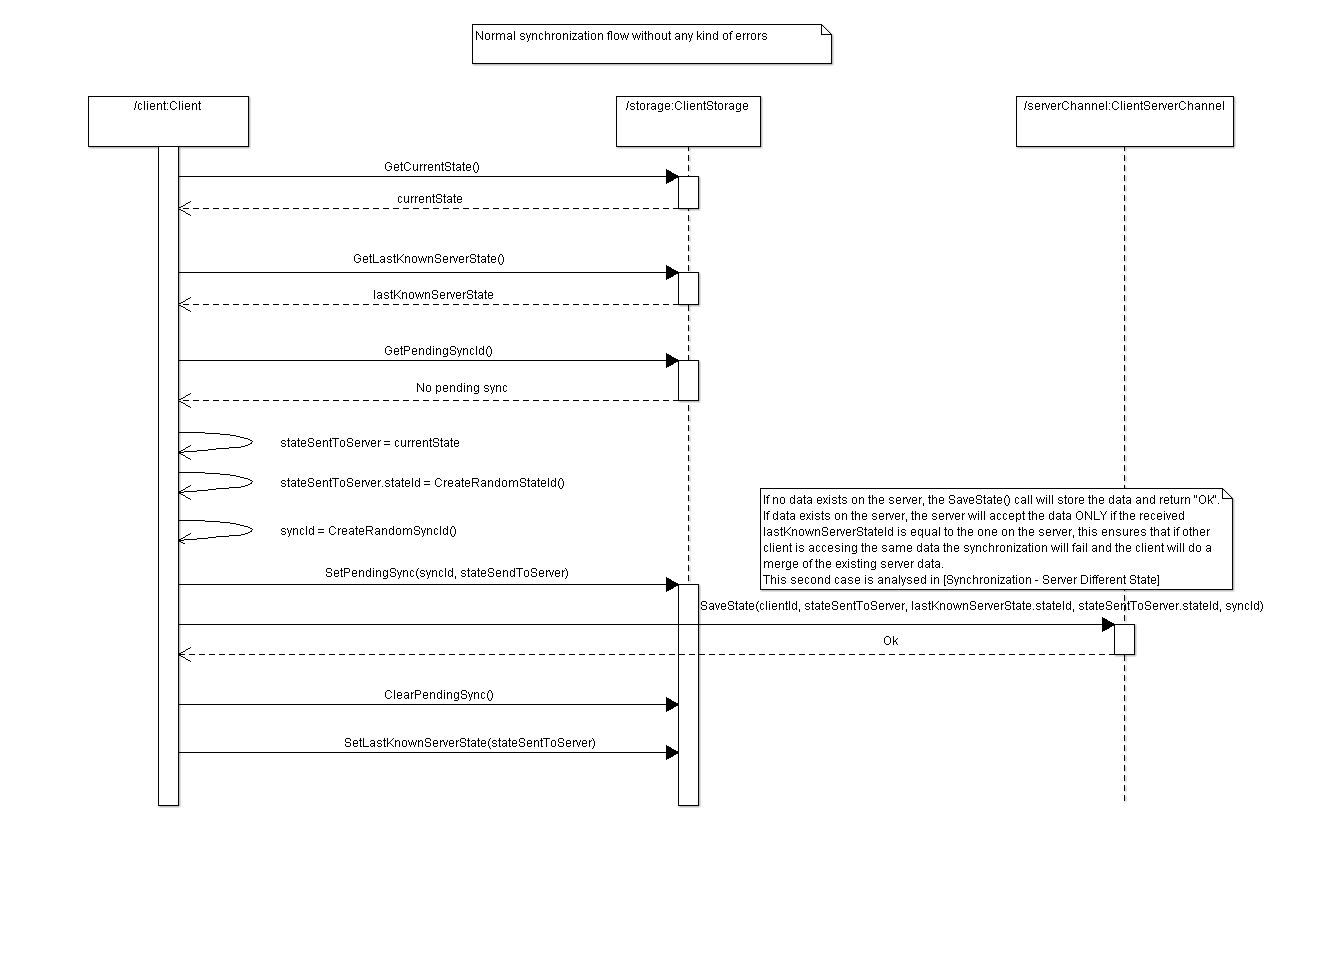 Normal synchronization flow without any kind of errors
/client:Client
/storage:ClientStorage
/serverChannel:ClientServerChannel
GetCurrentState()
currentState
GetLastKnownServerState()
lastKnownServerState
GetPendingSyncId()
No pending sync
stateSentToServer = currentState
stateSentToServer.stateId = CreateRandomStateId()
If no data exists on the server, the SaveState() call will store the data and return "Ok".
If data exists on the server, the server will accept the data ONLY if the received
lastKnownServerStateId is equal to the one on the server, this ensures that if other
client is accesing the same data the synchronization will fail and the client will do a
merge of the existing server data.
This second case is analysed in [Synchronization - Server Different State]
syncId = CreateRandomSyncId()
SetPendingSync(syncId, stateSendToServer)
SaveState(clientId, stateSentToServer, lastKnownServerState.stateId, stateSentToServer.stateId, syncId)
Ok
ClearPendingSync()
SetLastKnownServerState(stateSentToServer)